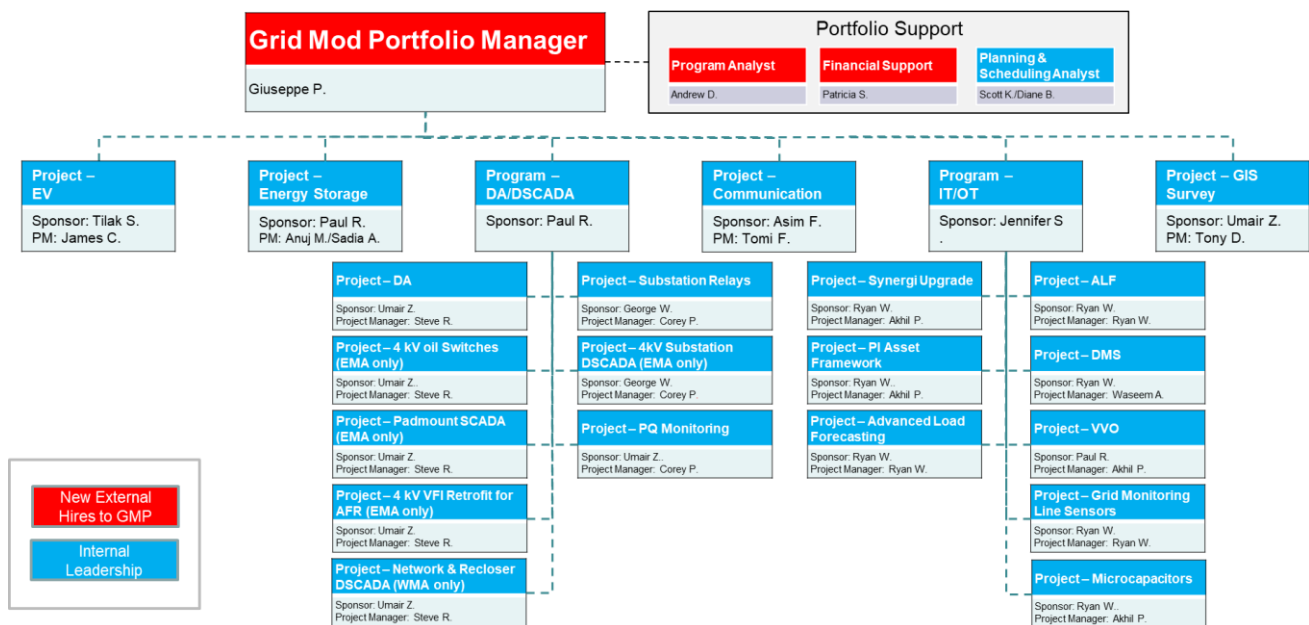 Grid Mod Portfolio Manager
Giuseppe P.
Portfolio Support
Program Analyst
Andrew D.
Financial Support
Patricia S.
Planning &
Scheduling Analyst
Scott K./Diane B.
Project –
EV
Sponsor: Tilak S.
PM: James C.
Project –
Energy Storage
Sponsor: Paul R.
PM: Anuj M./Sadia A.
Program –
DA/DSCADA
Sponsor: Paul R.
Project –
Communication
Sponsor: Asim F.
PM: Tomi F.
Program –
IT/OT
Sponsor: Jennifer S
.
Project – GIS
Survey
Sponsor: Umair Z.
PM: Tony D.
Project – DA
Sponsor: Umair Z.
Project Manager: Steve R.
Project – 4 kV oil Switches
(EMA only)
Sponsor: Umair Z..
Project Manager: Steve R.
Project – Padmount SCADA
(EMA only)
Sponsor: Umair Z.
Project Manager: Steve R.
Project – 4 kV VFI Retrofit for
AFR (EMA only)
Sponsor: Umair Z.
Project Manager: Steve R.
Project – Network & Recloser
DSCADA (WMA only)
Sponsor: Umair Z.
Project Manager: Steve R.
Project – Substation Relays
Sponsor: George W.
Project Manager: Corey P.
Project – 4kV Substation
DSCADA (EMA only)
Sponsor: George W.
Project Manager: Corey P.
Project – PQ Monitoring
Sponsor: Umair Z..
Project Manager: Corey P.
Project – Synergi Upgrade
Sponsor: Ryan W.
Project Manager: Akhil P.
Project – PI Asset
Framework
Sponsor: Ryan W..
Project Manager: Akhil P.
Project – Advanced Load
Forecasting
Sponsor: Ryan W.
Project Manager: Ryan W.
Project – ALF
Sponsor: Ryan W.
Project Manager: Ryan W.
Project – DMS
Sponsor: Ryan W.
Project Manager: Waseem A.
Project – VVO
Sponsor: Paul R.
Project Manager: Akhil P.
Project – Grid Monitoring
Line Sensors
Sponsor: Ryan W.
Project Manager: Ryan W.
Project – Microcapacitors
Sponsor: Ryan W..
Project Manager: Akhil P.
New External
Hires to GMP
Internal
Leadership